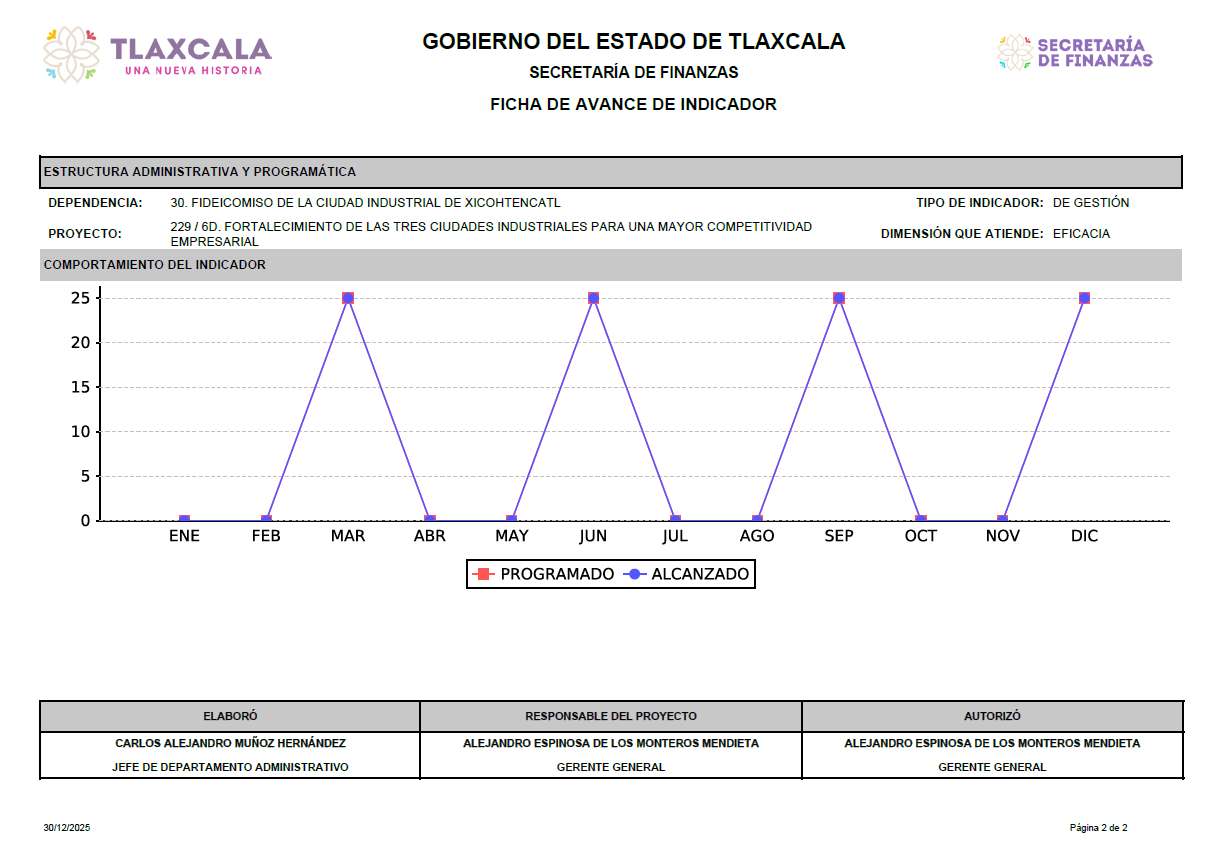 TLAXCALA
UNA NUEVA HISTORIA
GOBIERNO DEL ESTADO DE TLAXCALA
SECRETARÍA DE FINANZAS
FICHA DE AVANCE DE INDICADOR
SECRETARÍA
DE FINANZAS
ESTRUCTURA ADMINISTRATIVA Y PROGRAMÁTICA
DEPENDENCIA: 30. FIDEICOMISO DE LA CIUDAD INDUSTRIAL DE XICOHTENCATL TIPO DE INDICADOR: DE GESTIÓN
PROYECTO: 229 / 6D. FORTALECIMIENTO DE LAS TRES CIUDADES INDUSTRIALES PARA UNA MAYOR COMPETITIVIDAD
EMPRESARIAL
DIMENSIÓN QUE ATIENDE: EFICACIA
COMPORTAMIENTO DEL INDICADOR
25
20
15
10
5
0
ENE FEB MAR ABR MAY JUN JUL AGO SEP OCT NOV DIC
PROGRAMADO ALCANZADO
ELABORÓ RESPONSABLE DEL PROYECTO AUTORIZÓ
CARLOS ALEJANDRO MUÑOZ HERNÁNDEZ ALEJANDRO ESPINOSA DE LOS MONTEROS MENDIETA ALEJANDRO ESPINOSA DE LOS MONTEROS MENDIETA
JEFE DE DEPARTAMENTO ADMINISTRATIVO GERENTE GENERAL GERENTE GENERAL
30/12/2025 Página 2 de 2